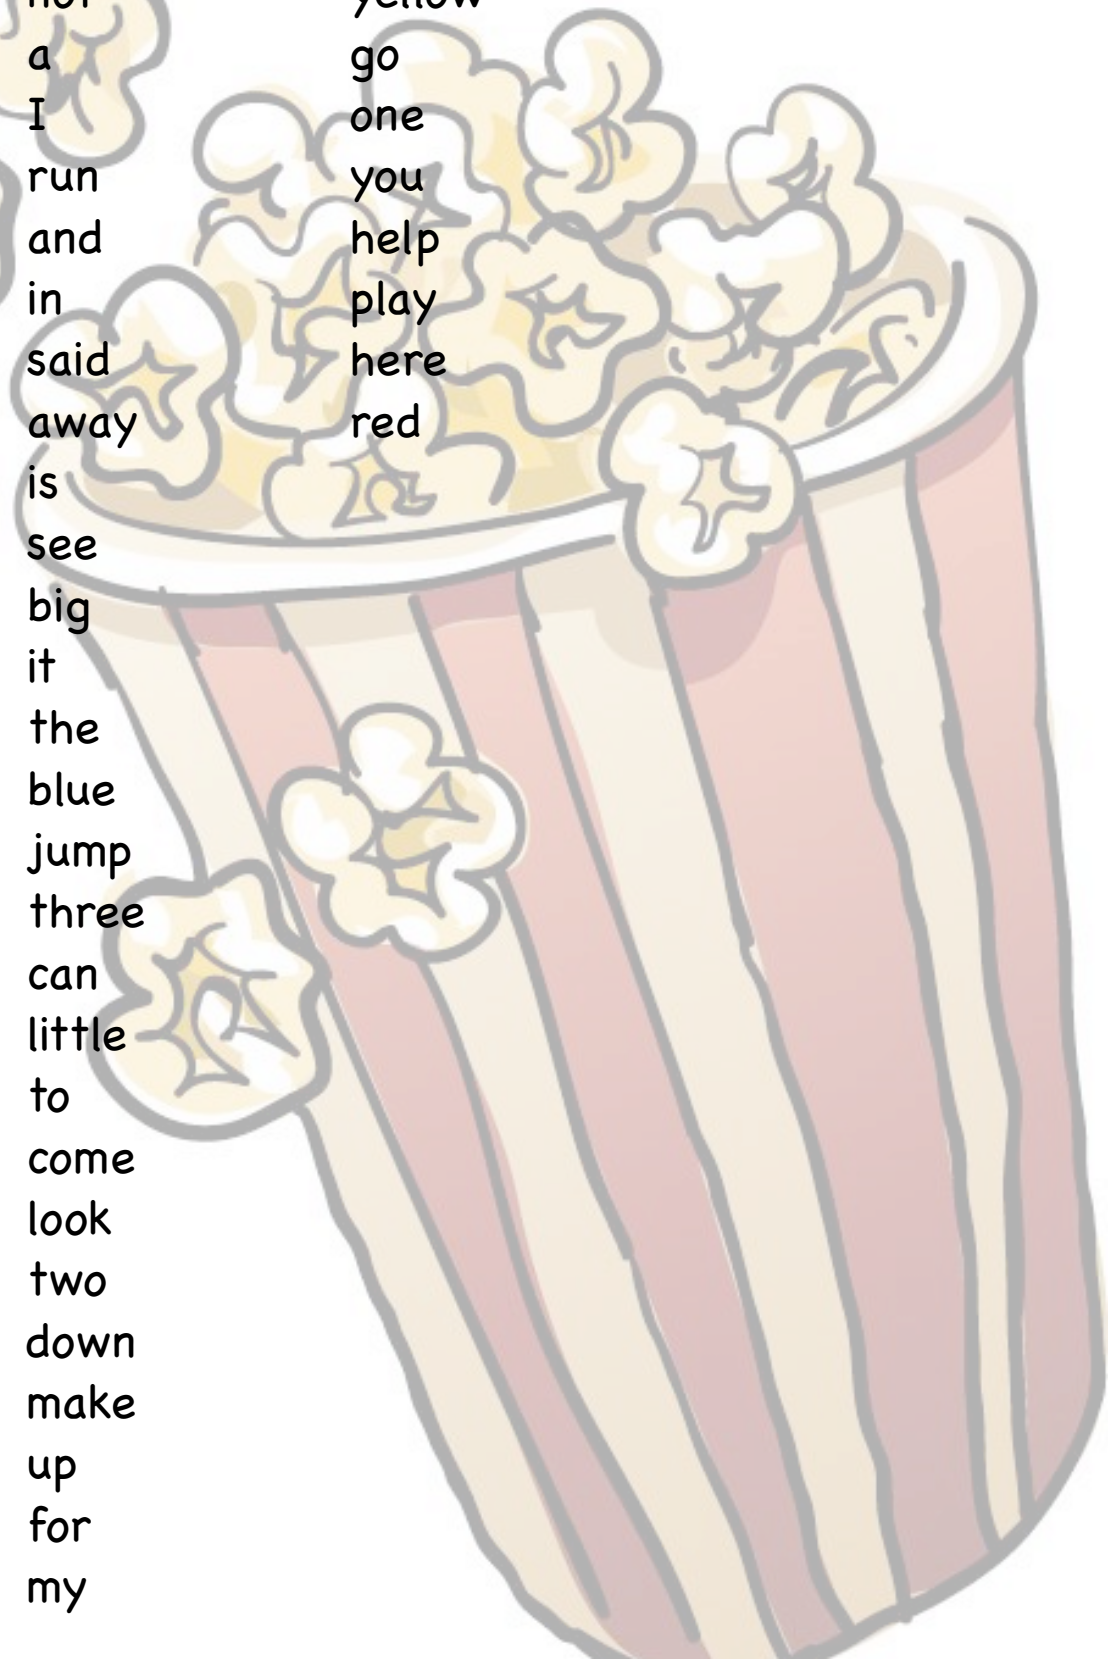 a
I
run
and
in
said
away
is
see
big
it
the
blue
jump
three
can
little
to
come
look
two
down
make
up
for
my
yellow
go
one
you
help
play
here
red